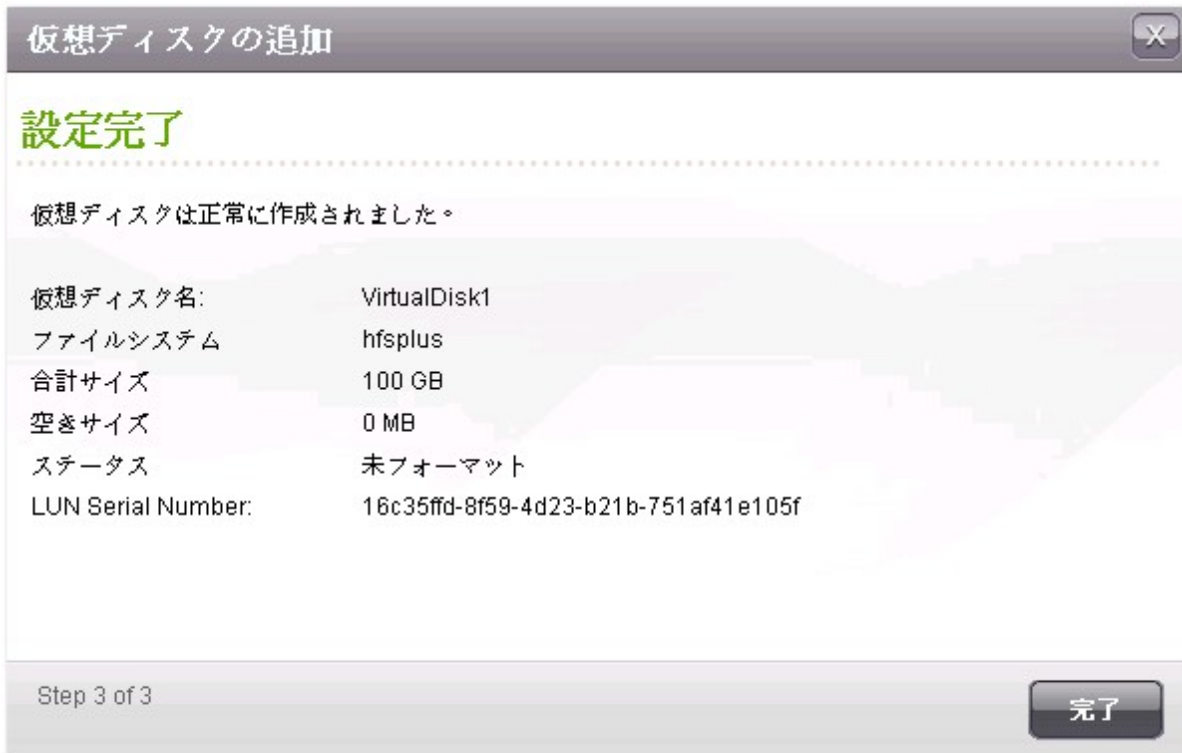 仮想ディスクの追加
X
設定完了
仮想ディスクは正常に作成されました。
仮想ディスク名: VirtualDisk1
ファイルシステム hfsplus
合計サイズ 100 GB
空きサイズ 0 MB
ステータス 未フォーマット
LUN Serial Number: 16c35ffd-8f59-4d23-b21b-751af41e105f
Step 3 of 3
完了